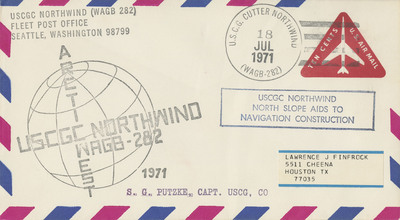 USCGC NORTHWIND (WAGB 282)
FLEET POST OFFICE
SEATTLE, WASHINGTON 98799
U.S.C.G. CUTTER NORTHWIND
18
JUL
1971
(WAGB-282)
TEN CENTS
U.S. AIR MAIL
ARCTIC WEST
USCGC NORTHWIND
WAGB-282
1971
USCGC NORTHWIND
NORTH SLOPE AIDS TO
NAVIGATION CONSTRUCTION
LAWRENCE J FINFROCK
5511 CHEENA
HOUSTON TX
77035
S. G. PUTZKE, CAPT. USCG, CO